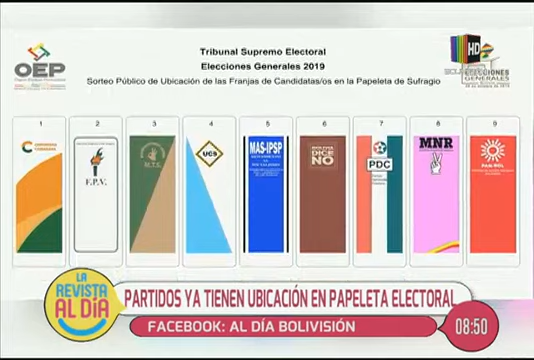 OEP
Tribunal Supremo Electoral
Elecciones Generales 2019
Sorteo Público de Ubicación de las Franjas de Candidatas/os en la Papeleta de Sufragio
HD
ELECCIONES
GENERALES
1
2
3
4
5
6
7
8
9
COMUNIDAD
CIUDADANA
F.P.V.
M.T.S.
UCS
MAS-IPSP
BOLIVIA
DICE
NO
PDC
MNR
PAN-BOL
LA
REVISTA
AL DÍA
PARTIDOS YA TIENEN UBICACIÓN EN PAPELETA ELECTORAL
FACEBOOK: AL DÍA BOLIVISIÓN
08:50